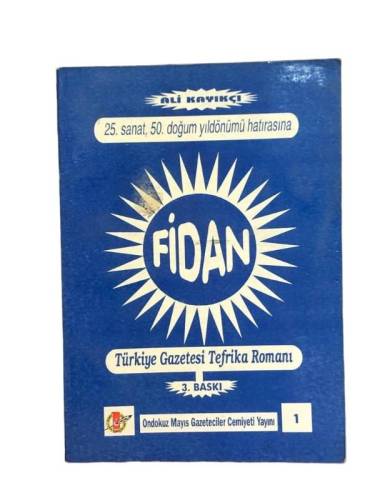 ALİ KAYIKÇI
25. sanat, 50. doğum yıldönümü hatırasına
FİDAN
Türkiye Gazetesi Tefrika Romanı
3. BASKI
Ondokuz Mayıs Gazeteciler Cemiyeti Yayını 1